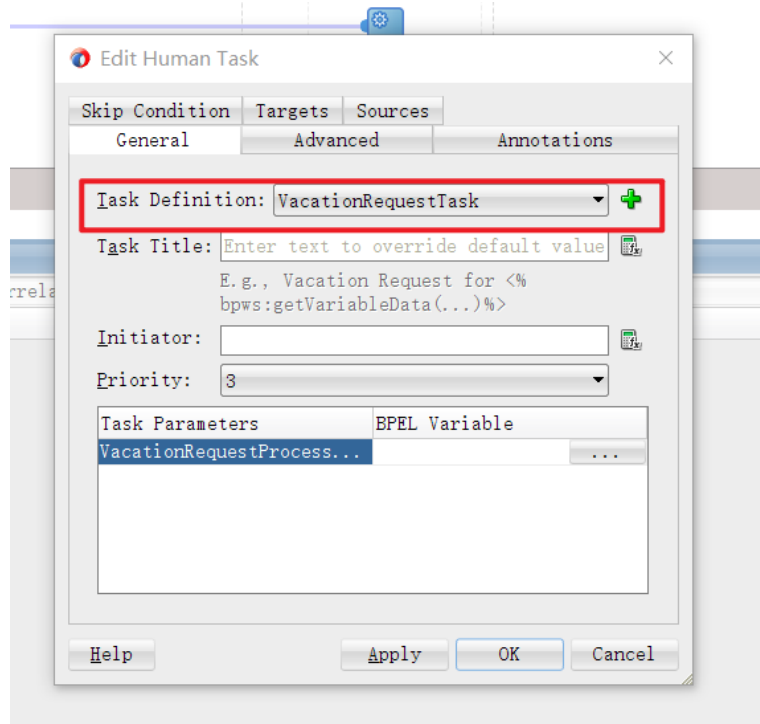 Edit Human Task
Skip Condition Targets Sources
General Advanced Annotations
Task Definition: VacationRequestTask
Task Title: Enter text to override default value
E.g., Vacation Request for <%
bpws:getVariableData(...)%>
rrela
Initiator:
Priority: 3
Task Parameters BPEL Variable
VacationRequestProcess... ...
Help Apply OK Cancel